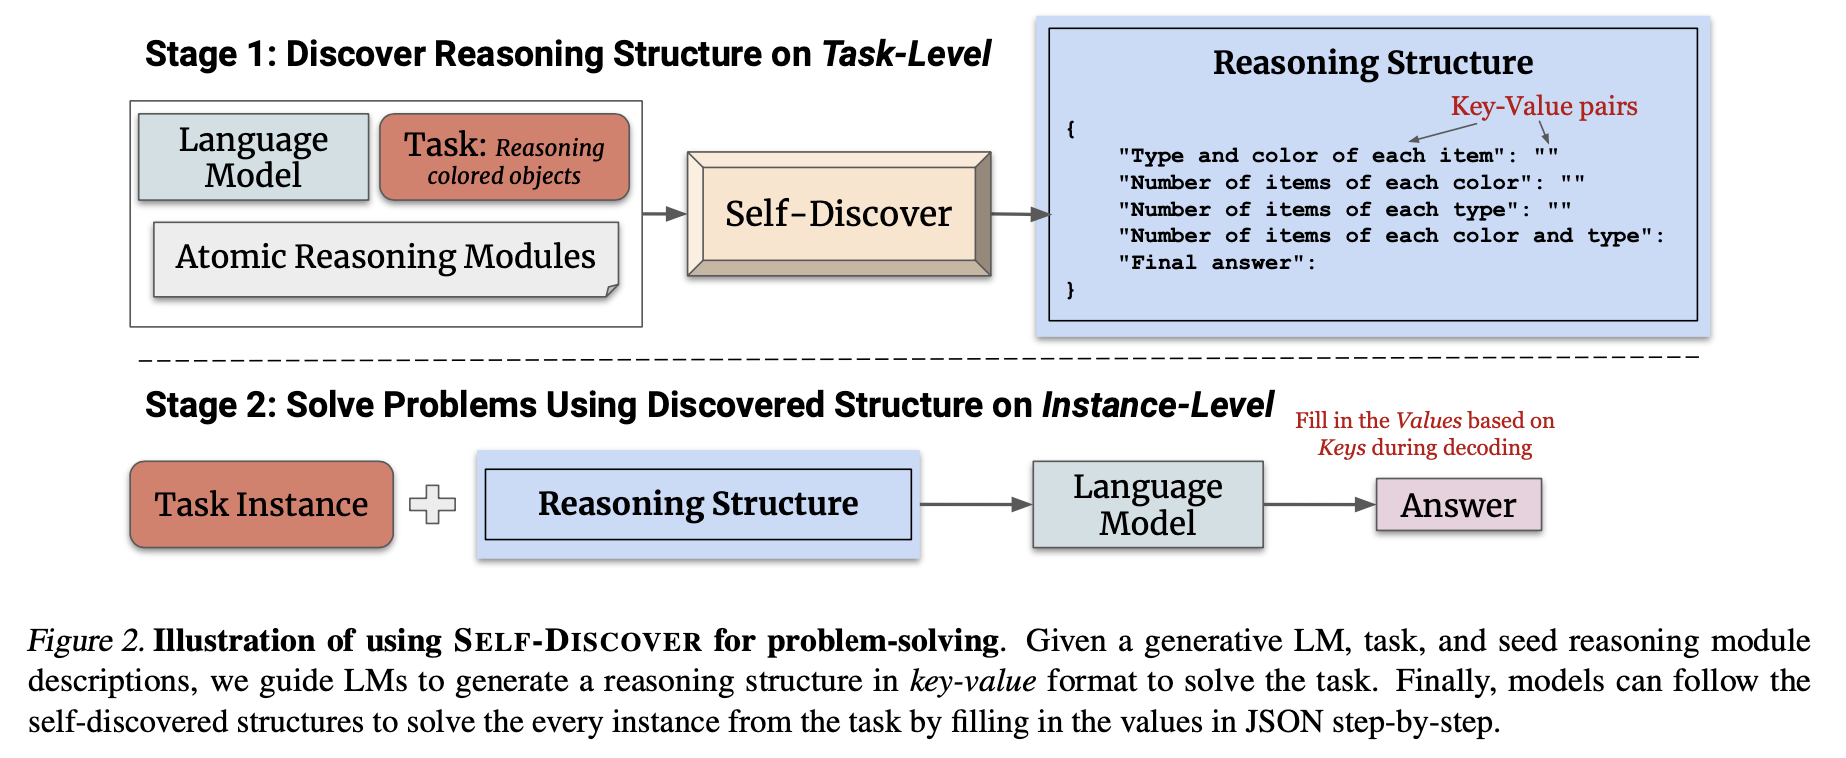 Stage 1: Discover Reasoning Structure on Task-Level
Language
Model
Task: Reasoning
colored objects
Atomic Reasoning Modules
Self-Discover
Reasoning Structure
Key-Value pairs
{
"Type and color of each item": ""
"Number of items of each color": ""
"Number of items of each type": ""
"Number of items of each color and type":
"Final answer":
}
Stage 2: Solve Problems Using Discovered Structure on Instance-Level
Task Instance
Reasoning Structure
Language
Model
Fill in the Values based on
Keys during decoding
Answer
Figure 2. Illustration of using SELF-DISCOVER for problem-solving. Given a generative LM, task, and seed reasoning module
descriptions, we guide LMs to generate a reasoning structure in key-value format to solve the task. Finally, models can follow the
self-discovered structures to solve the every instance from the task by filling in the values in JSON step-by-step.